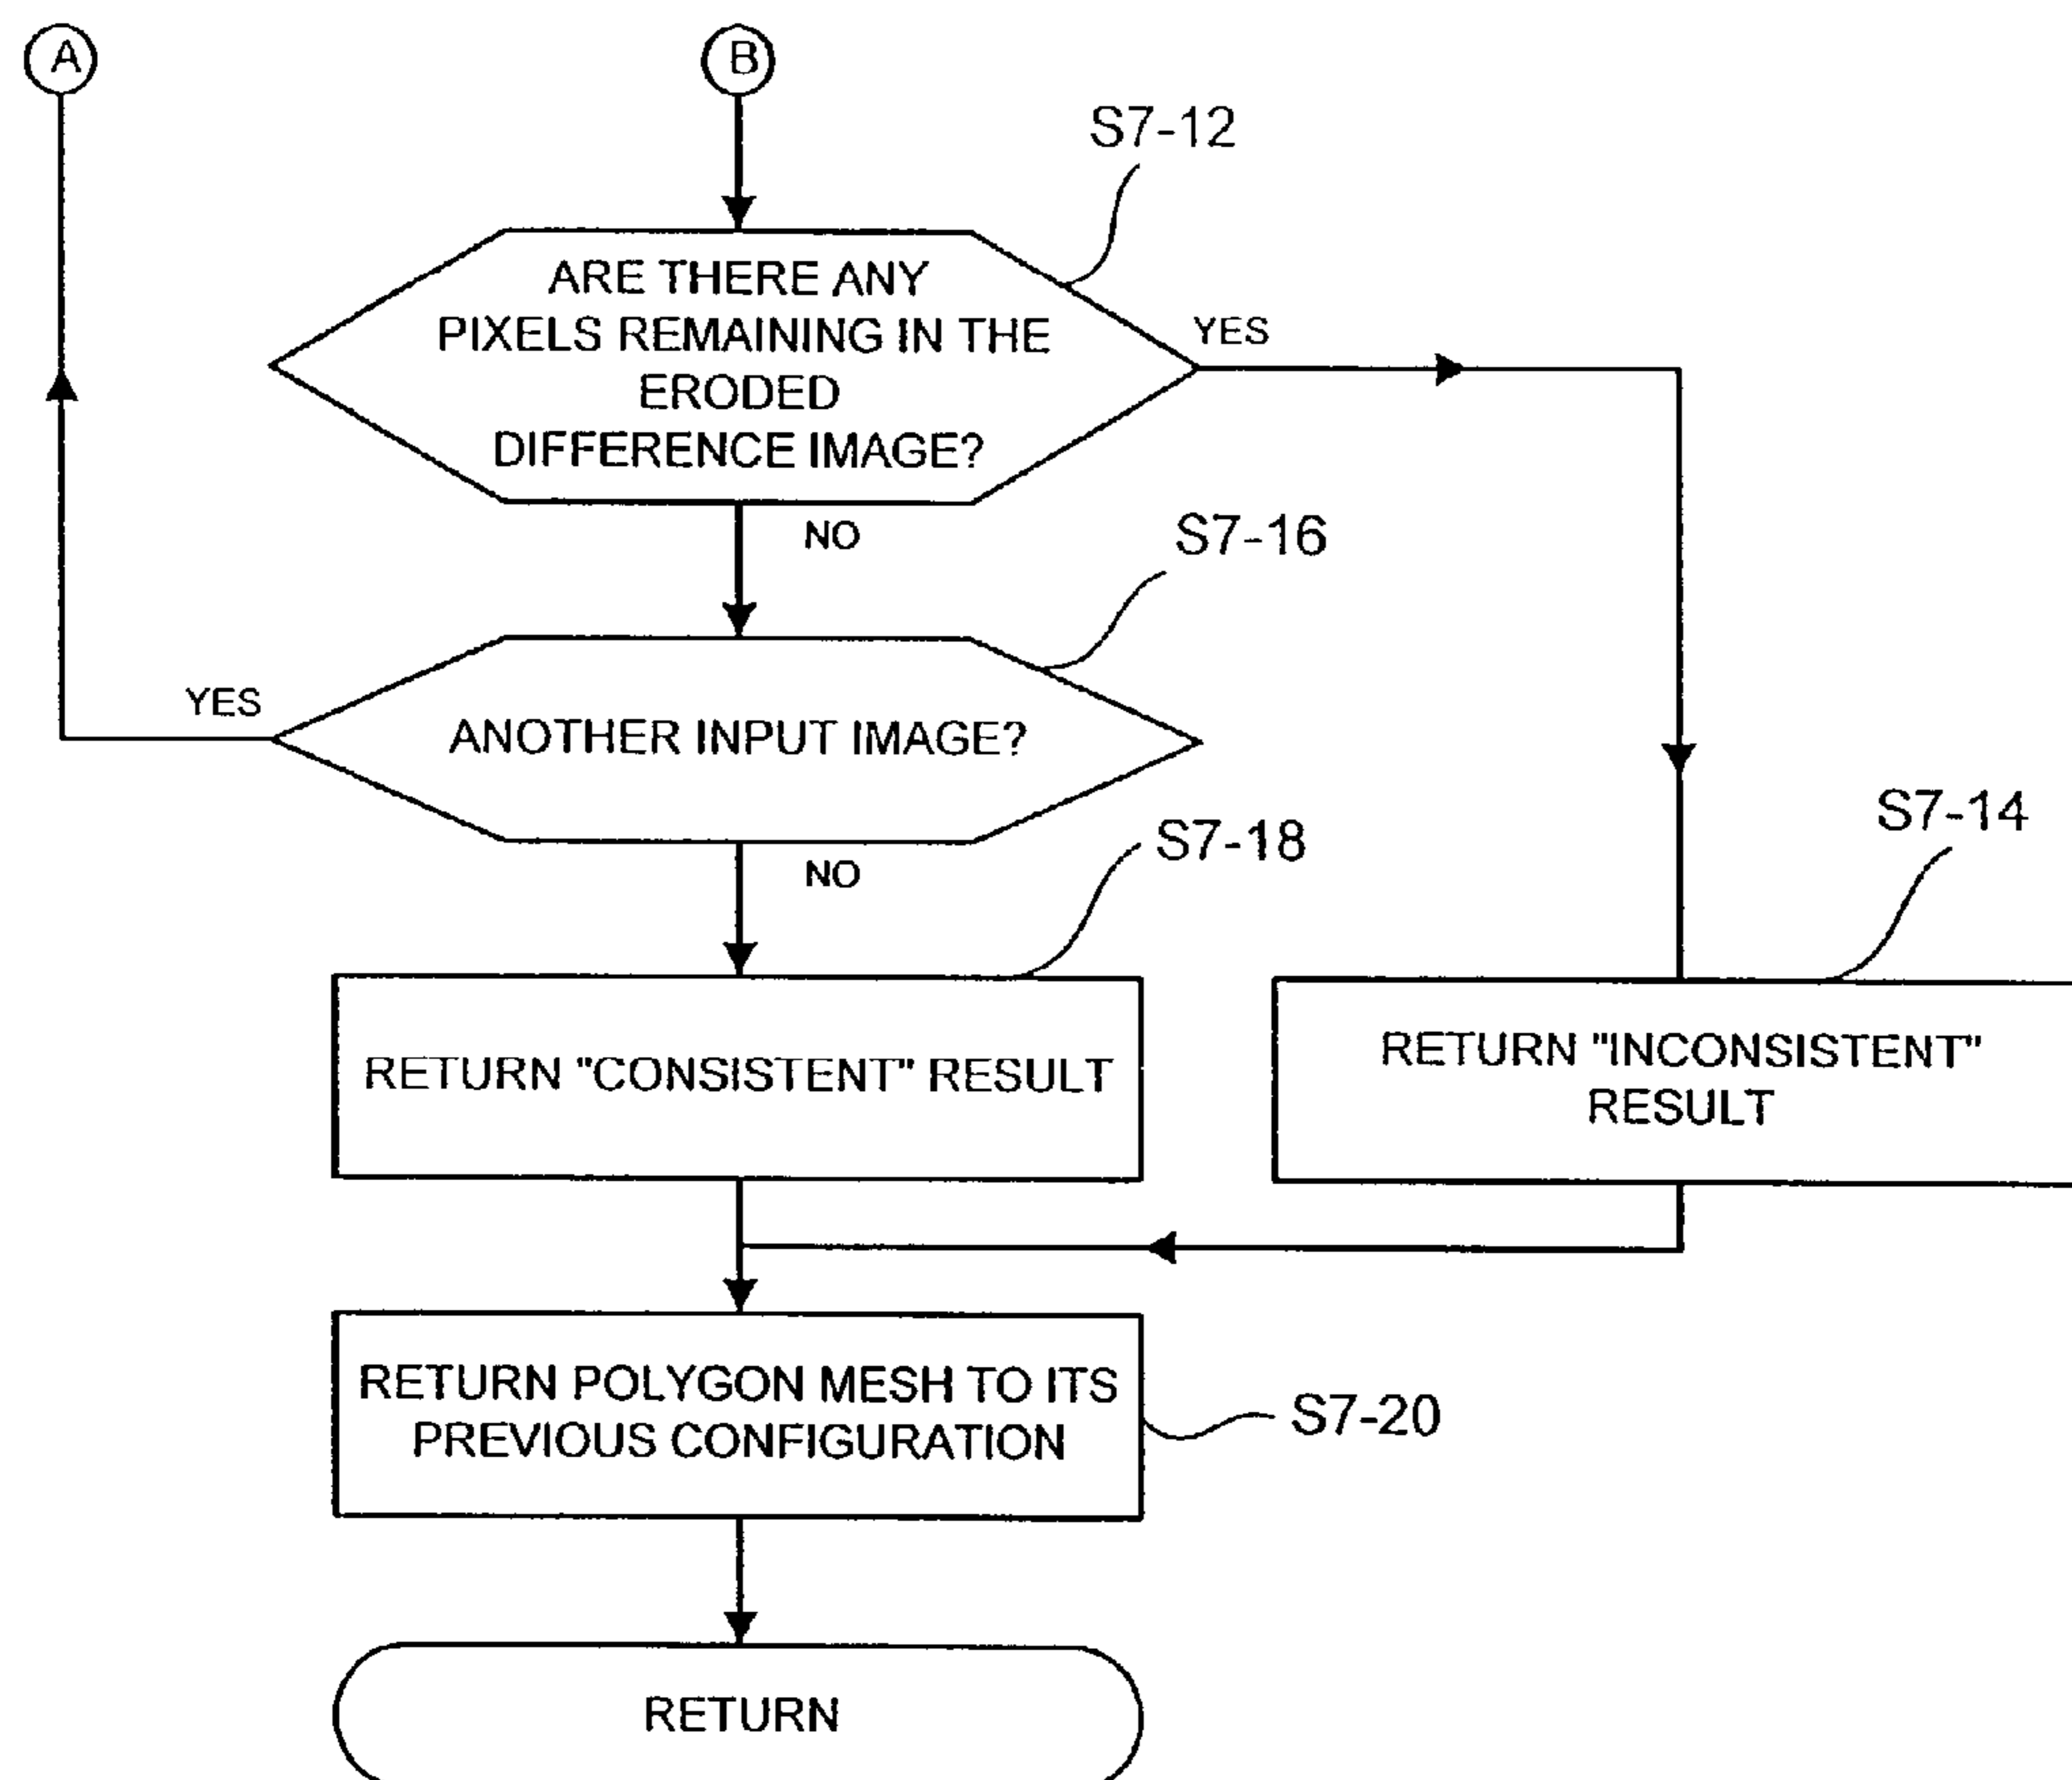 A
B
S7-12
ARE THERE ANY
PIXELS REMAINING IN THE
ERODED
DIFFERENCE IMAGE?
YES
NO
S7-16
YES
ANOTHER INPUT IMAGE?
NO
S7-18
S7-14
RETURN "CONSISTENT" RESULT
RETURN "INCONSISTENT"
RESULT
RETURN POLYGON MESH TO ITS
PREVIOUS CONFIGURATION
S7-20
RETURN